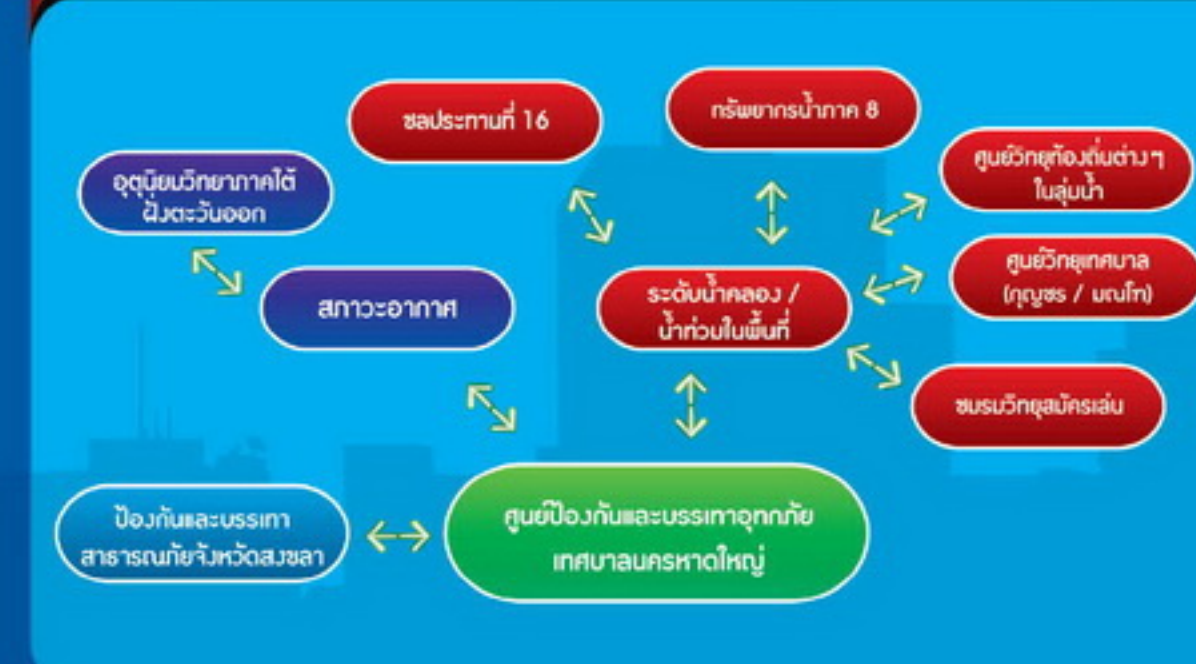 ชลประทานที่ 16
ทรัพยากรน้ำภาค 8
ศูนย์วิทยุท้องถิ่นต่างๆ
ในลุ่มน้ำ
อุตุนิยมวิทยาภาคใต้
ฝั่งตะวันออก
ศูนย์วิทยุเทศบาล
(กุญชร / มณโฑ)
สภาวะอากาศ
ระดับน้ำคลอง /
น้ำท่วมในพื้นที่
ชมรมวิทยุสมัครเล่น
ป้องกันและบรรเทา
สาธารณภัยจังหวัดสงขลา
ศูนย์ป้องกันและบรรเทาอุทกภัย
เทศบาลนครหาดใหญ่